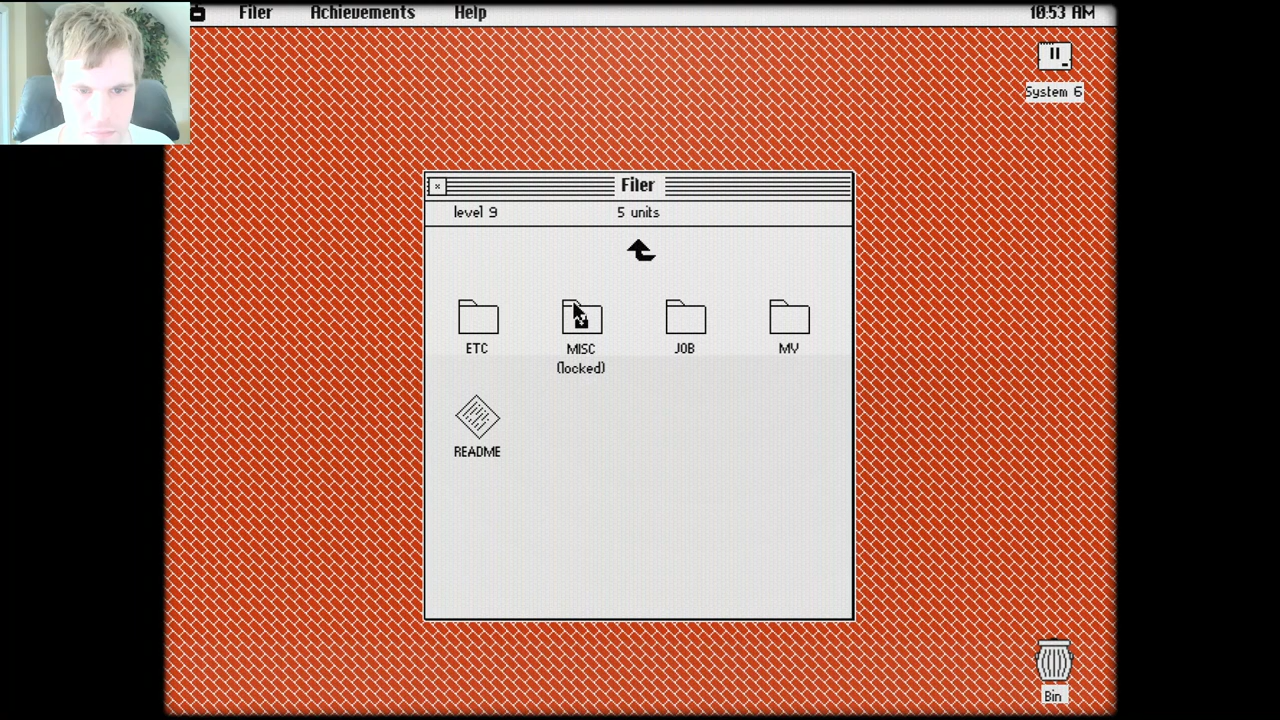 Filer Achievements Help 10:53 AM
System 6
Filer
level 9 5 units
ETC MISC JOB MY
(locked)
README
Bin